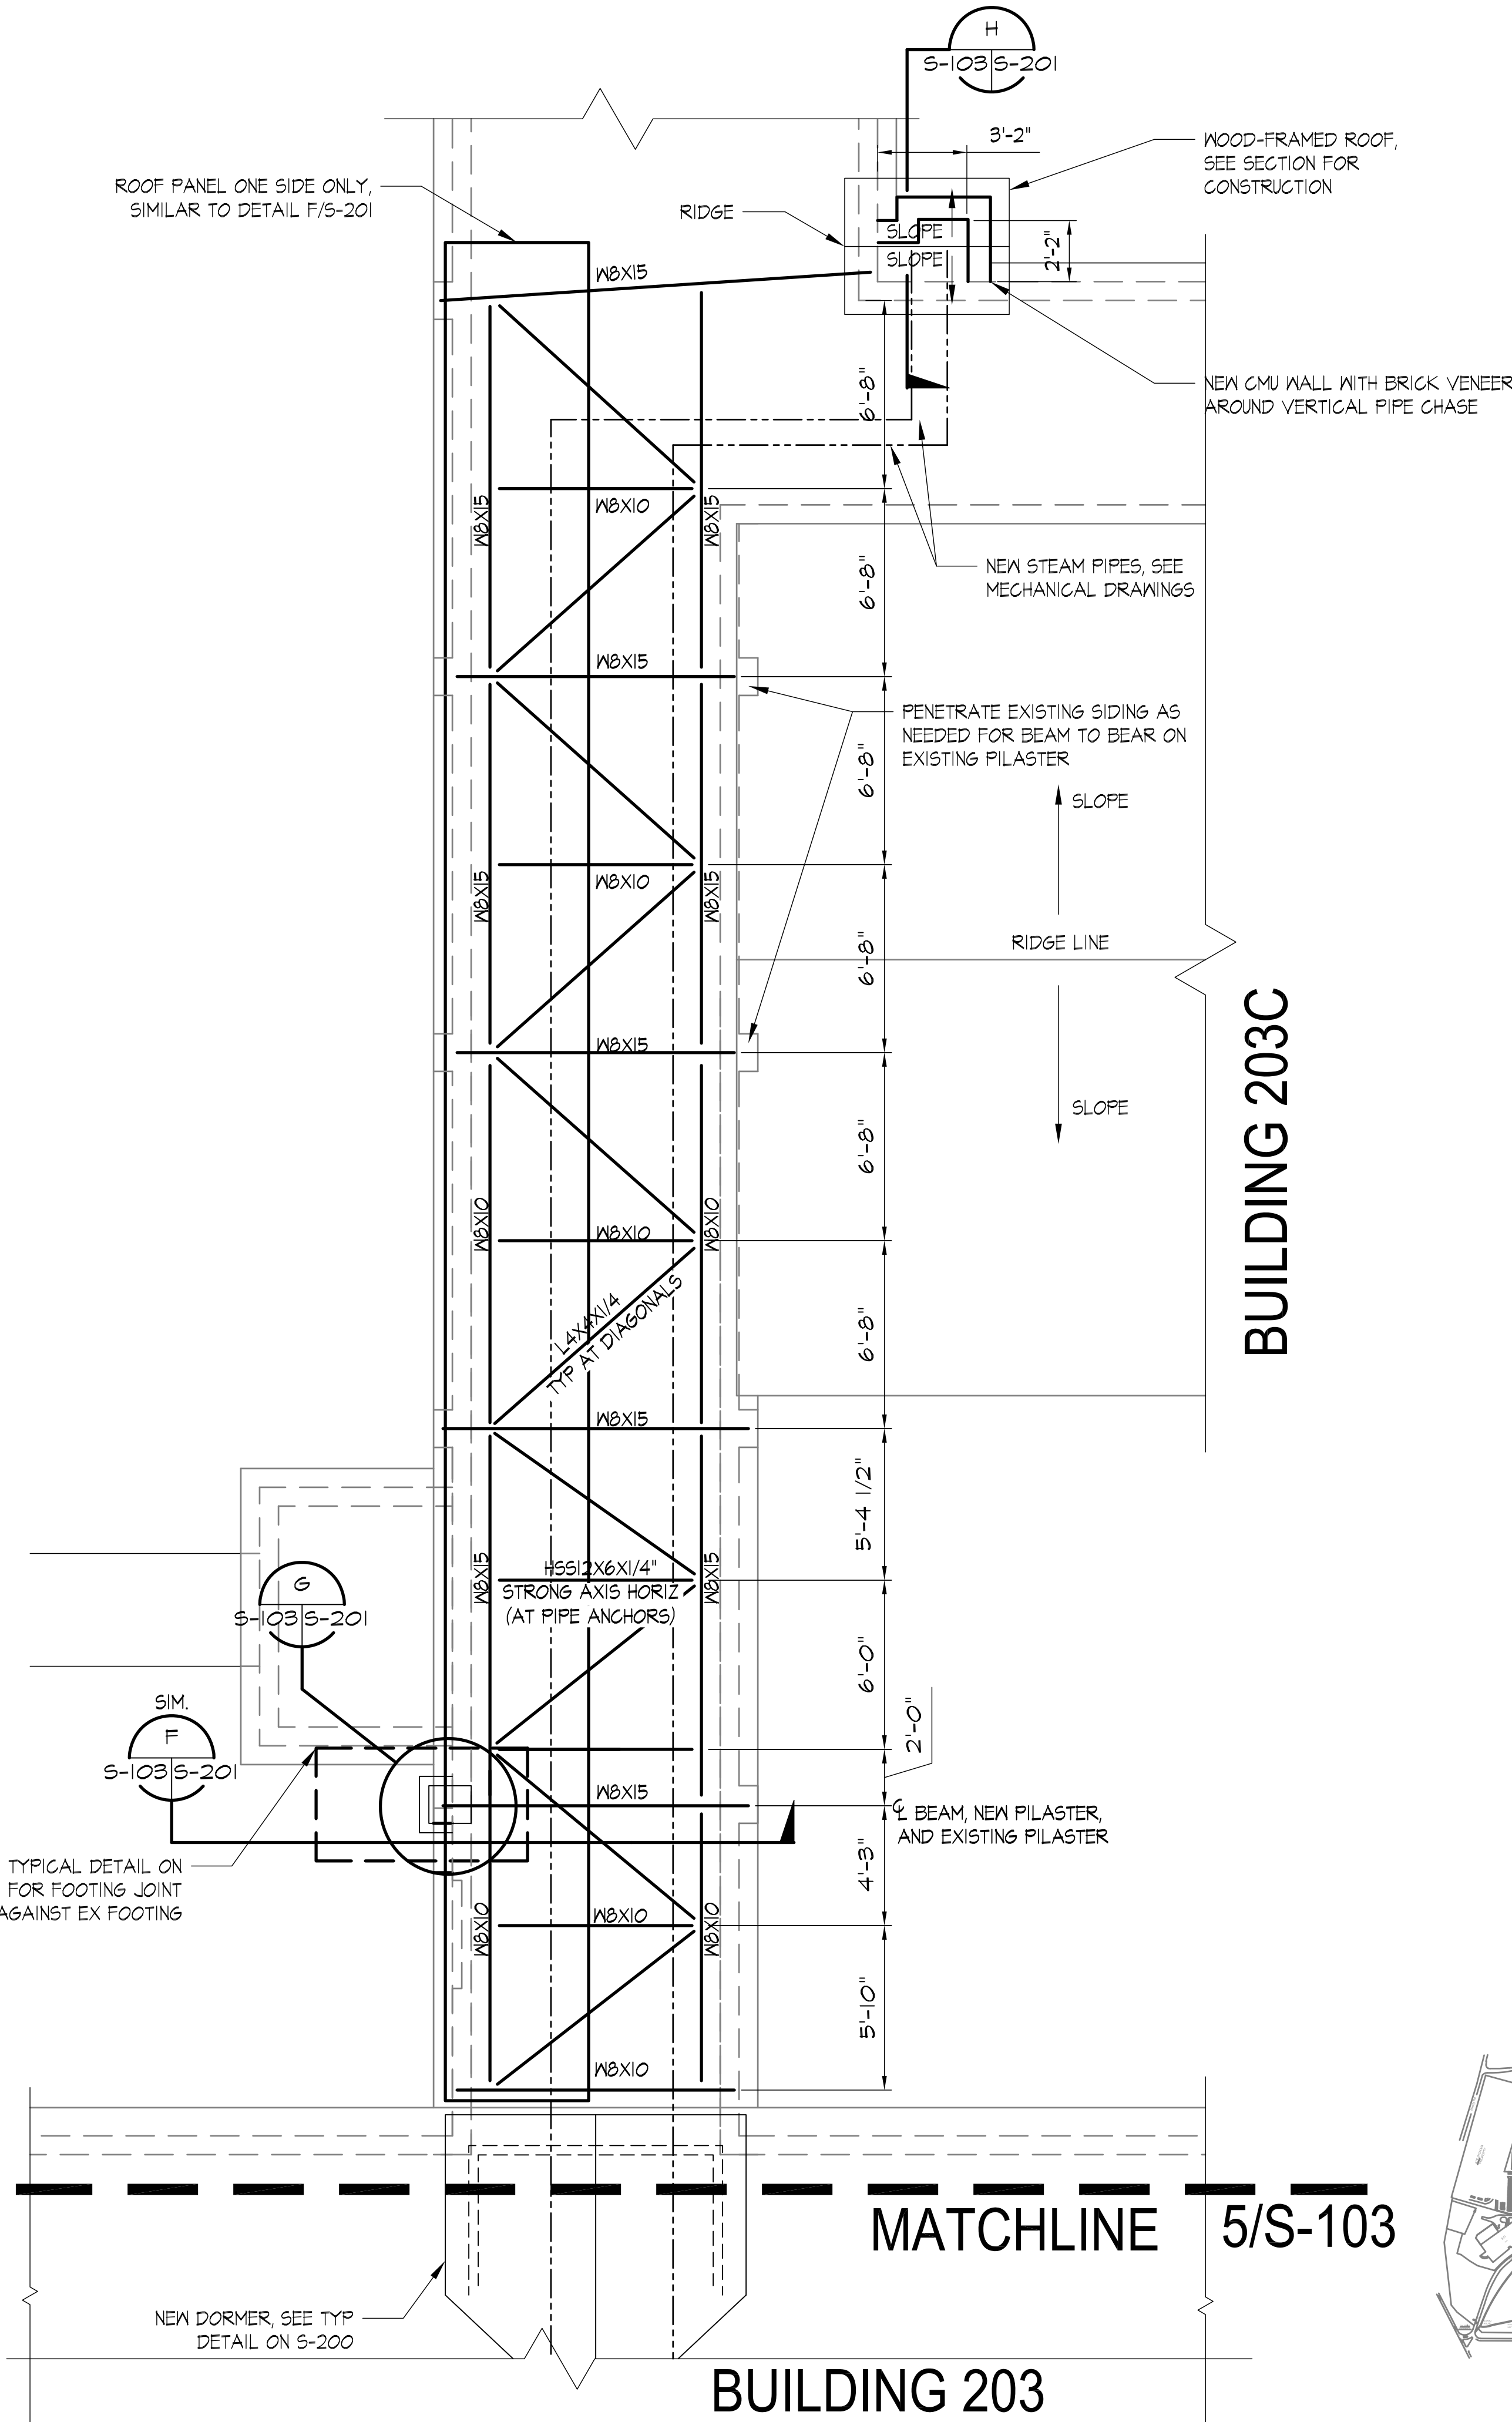 H
S-103 S-201
3'-2"
WOOD-FRAMED ROOF,
SEE SECTION FOR
CONSTRUCTION
ROOF PANEL ONE SIDE ONLY,
SIMILAR TO DETAIL F/S-201
RIDGE
SLOPE
SLOPE
2'-2"
W8X15
NEW CMU WALL WITH BRICK VENEER
AROUND VERTICAL PIPE CHASE
6'-8"
W8X15
W8X10
W8X15
NEW STEAM PIPES, SEE
MECHANICAL DRAWINGS
6'-8"
W8X15
PENETRATE EXISTING SIDING AS
NEEDED FOR BEAM TO BEAR ON
EXISTING PILASTER
6'-8"
SLOPE
W8X15
W8X10
W8X15
6'-8"
RIDGE LINE
W8X15
BUILDING 203C
SLOPE
6'-8"
W8X10
W8X10
W8X10
L4X4X1/4
TYP AT DIAGONALS
6'-8"
W8X15
5'-4 1/2"
W8X15
HSS12X6X1/4"
STRONG AXIS HORIZ
(AT PIPE ANCHORS)
W8X15
G
S-103 S-201
6'-0"
SIM.
F
S-103 S-201
2'-0"
W8X15
℄ BEAM, NEW PILASTER,
AND EXISTING PILASTER
TYPICAL DETAIL ON
FOR FOOTING JOINT
AGAINST EX FOOTING
4'-3"
W8X10
W8X10
W8X10
5'-10"
W8X10
MATCHLINE 5/S-103
NEW DORMER, SEE TYP
DETAIL ON S-200
BUILDING 203